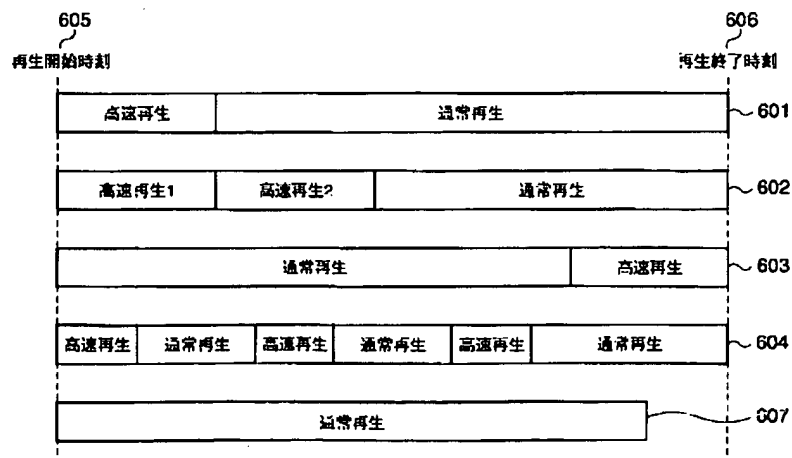 605
606
再生開始時刻
再生終了時刻
高速再生 通常再生 601
高速再生1 高速再生2 通常再生 602
通常再生 高速再生 603
高速再生 通常再生 高速再生 通常再生 高速再生 通常再生 604
通常再生 607